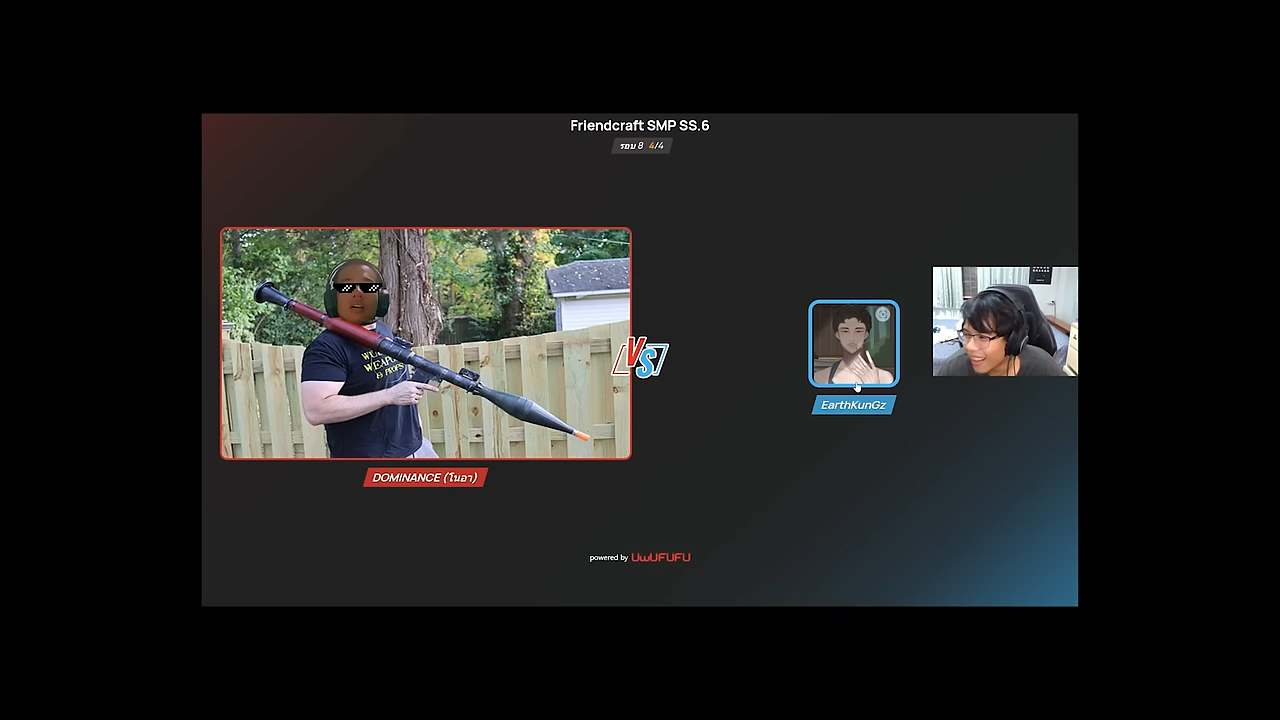 Friendcraft SMP SS.6
รอบ 8 4/4
VS
EarthKunGz
DOMINANCE (โนอา)
powered by UwUFUFU